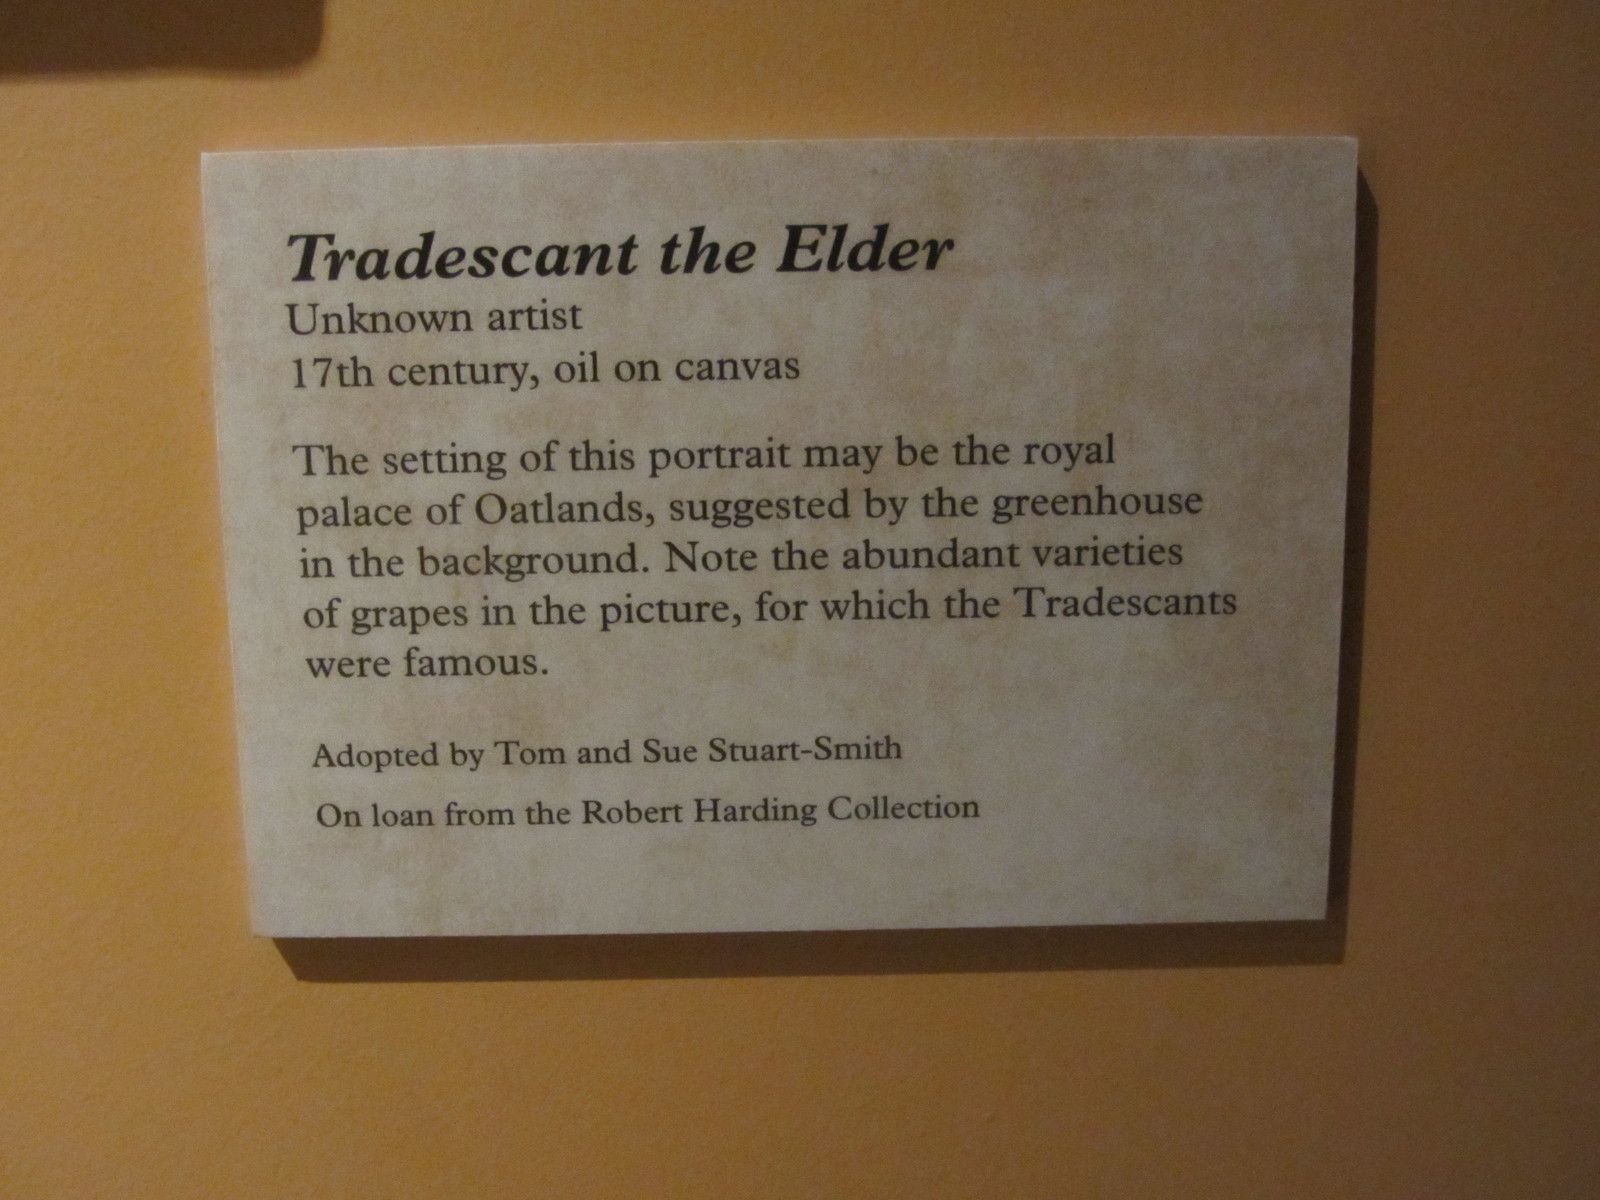 Tradescant the Elder
Unknown artist
17th century, oil on canvas
The setting of this portrait may be the royal
palace of Oatlands, suggested by the greenhouse
in the background. Note the abundant varieties
of grapes in the picture, for which the Tradescants
were famous.
Adopted by Tom and Sue Stuart-Smith
On loan from the Robert Harding Collection